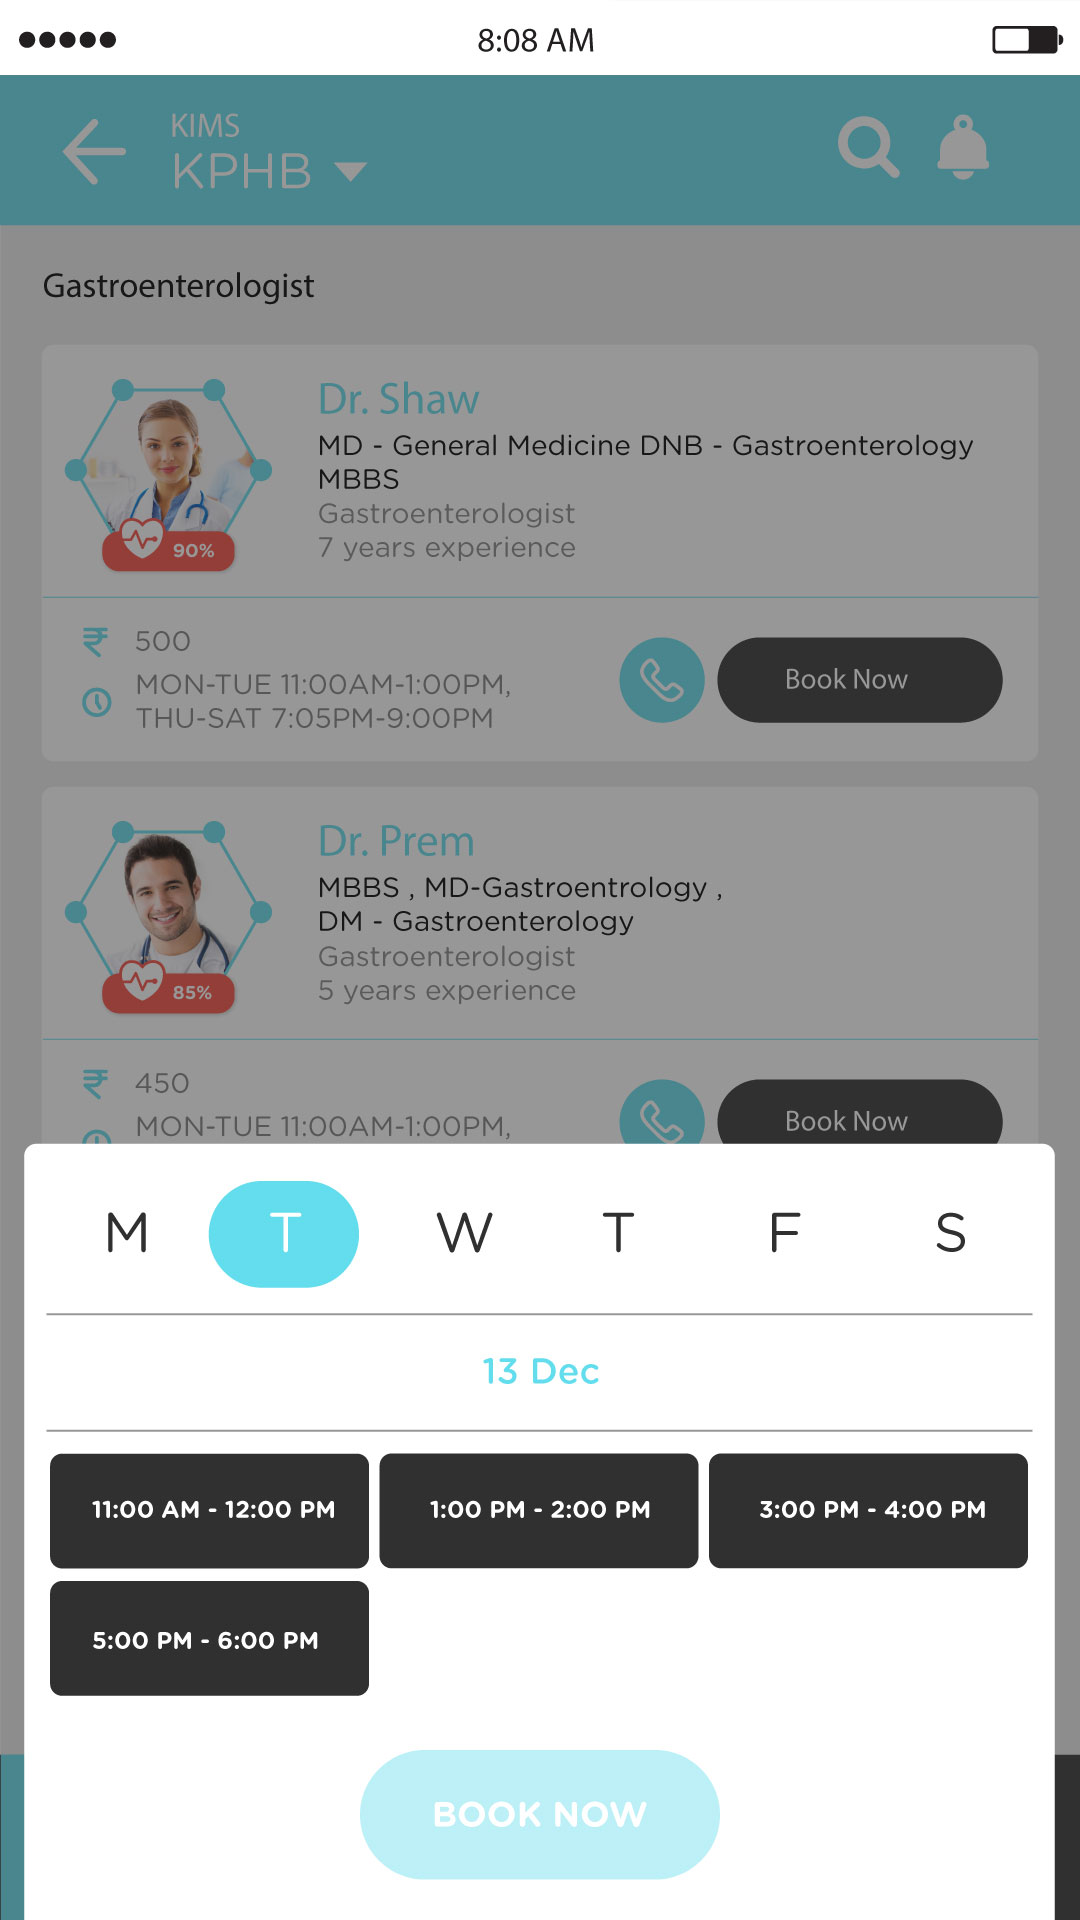 8:08 AM
KIMS
KPHB
Gastroenterologist
Dr. Shaw
MD - General Medicine DNB - Gastroenterology
MBBS
Gastroenterologist
7 years experience
90%
₹ 500
MON-TUE 11:00AM-1:00PM,
THU-SAT 7:05PM-9:00PM
Book Now
Dr. Prem
MBBS , MD-Gastroentrology ,
DM - Gastroenterology
Gastroenterologist
5 years experience
85%
₹ 450
MON-TUE 11:00AM-1:00PM,
Book Now
M T W T F S
13 Dec
11:00 AM - 12:00 PM 1:00 PM - 2:00 PM 3:00 PM - 4:00 PM
5:00 PM - 6:00 PM
BOOK NOW